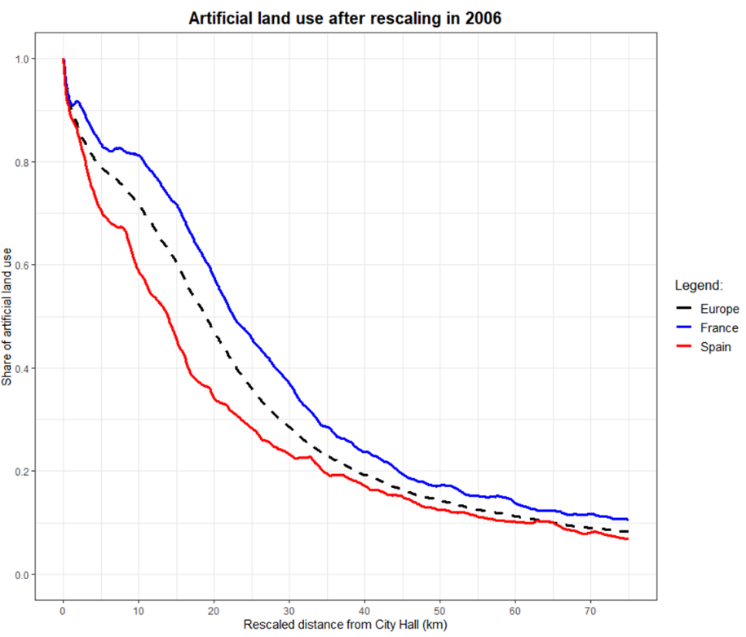 Artificial land use after rescaling in 2006
Share of artificial land use
1.0
0.8
0.6
0.4
0.2
0.0
0 10 20 30 40 50 60 70
Rescaled distance from City Hall (km)
Legend:
Europe
France
Spain